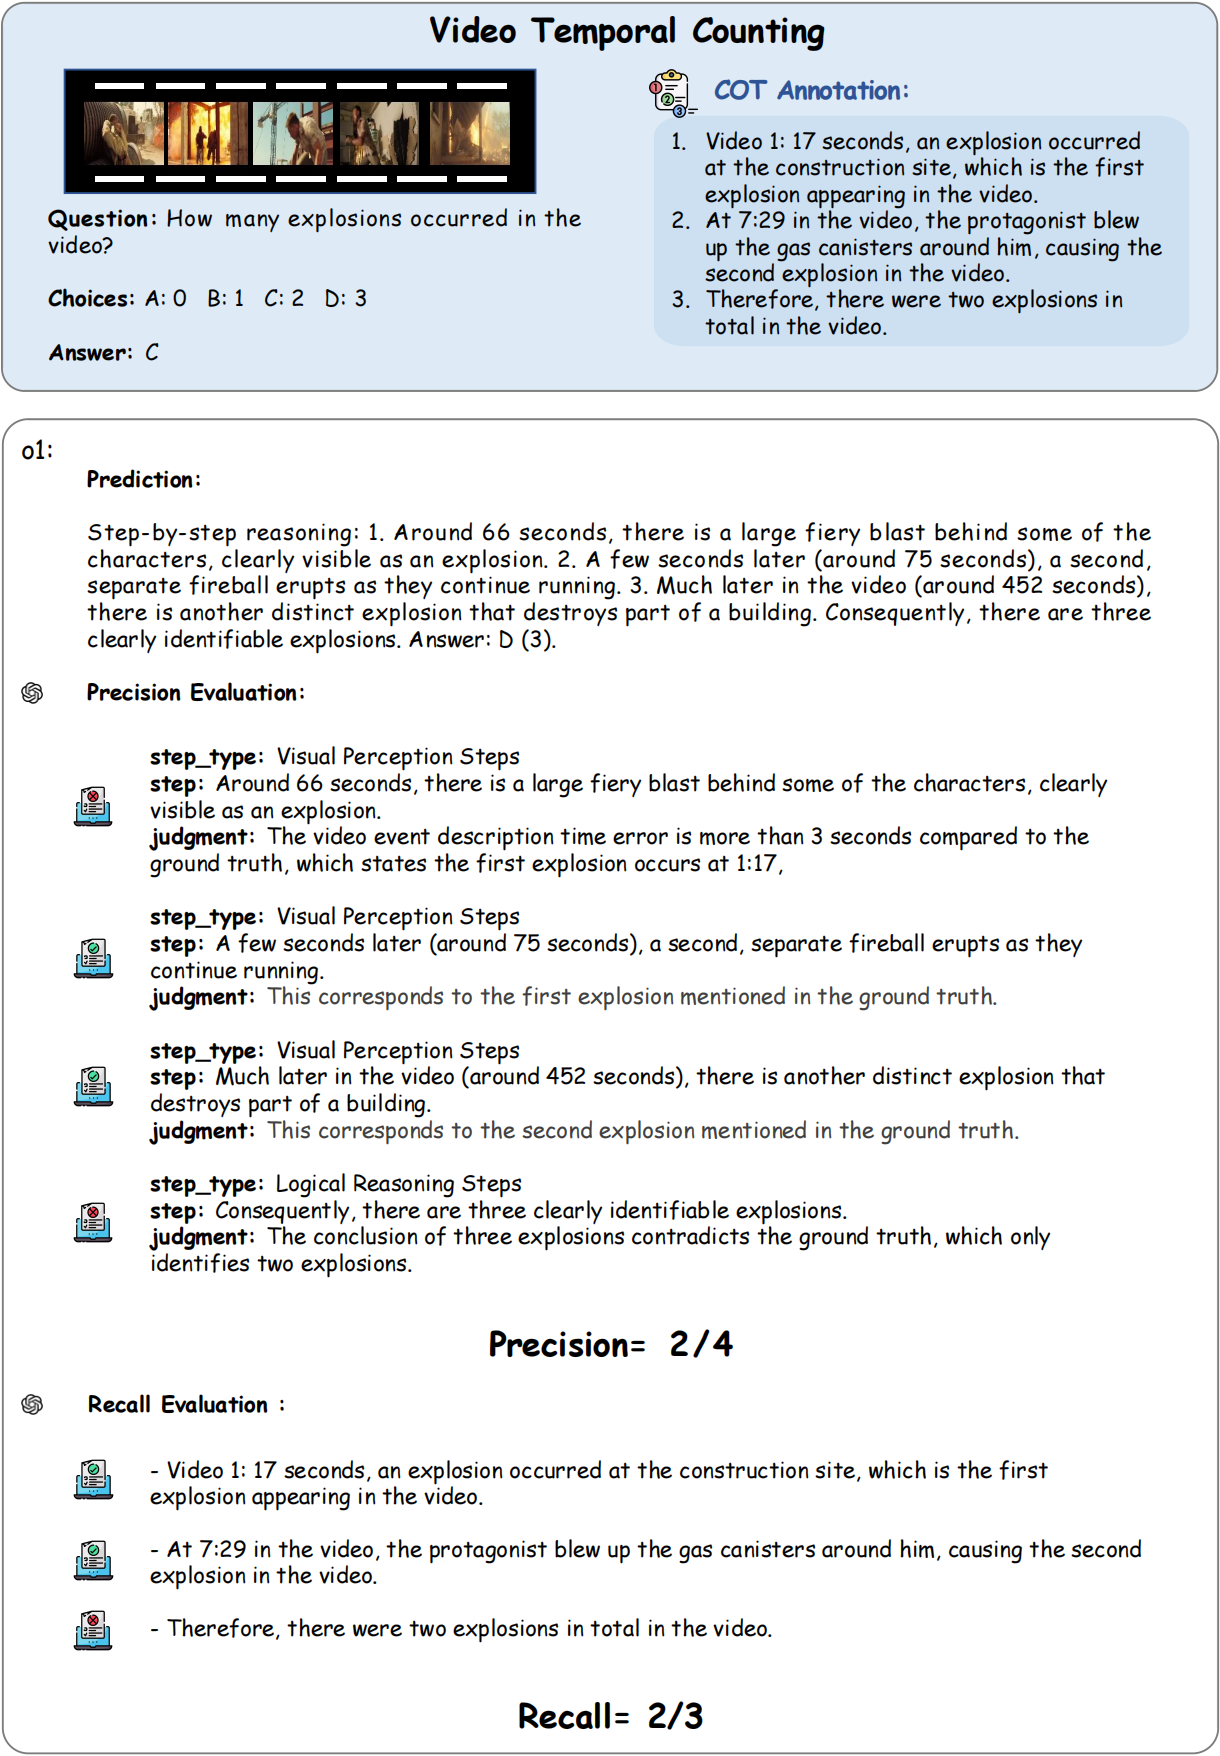 Video Temporal Counting
Question: How many explosions occurred in the
video?
Choices: A: 0 B: 1 C: 2 D: 3
Answer: C
COT Annotation:
1. Video 1: 17 seconds, an explosion occurred
at the construction site, which is the first
explosion appearing in the video.
2. At 7:29 in the video, the protagonist blew
up the gas canisters around him, causing the
second explosion in the video.
3. Therefore, there were two explosions in
total in the video.
o1:
Prediction:
Step-by-step reasoning: 1. Around 66 seconds, there is a large fiery blast behind some of the
characters, clearly visible as an explosion. 2. A few seconds later (around 75 seconds), a second,
separate fireball erupts as they continue running. 3. Much later in the video (around 452 seconds),
there is another distinct explosion that destroys part of a building. Consequently, there are three
clearly identifiable explosions. Answer: D (3).
Precision Evaluation:
step_type: Visual Perception Steps
step: Around 66 seconds, there is a large fiery blast behind some of the characters, clearly
visible as an explosion.
judgment: The video event description time error is more than 3 seconds compared to the
ground truth, which states the first explosion occurs at 1:17,
step_type: Visual Perception Steps
step: A few seconds later (around 75 seconds), a second, separate fireball erupts as they
continue running.
judgment: This corresponds to the first explosion mentioned in the ground truth.
step_type: Visual Perception Steps
step: Much later in the video (around 452 seconds), there is another distinct explosion that
destroys part of a building.
judgment: This corresponds to the second explosion mentioned in the ground truth.
step_type: Logical Reasoning Steps
step: Consequently, there are three clearly identifiable explosions.
judgment: The conclusion of three explosions contradicts the ground truth, which only
identifies two explosions.
Precision= 2/4
Recall Evaluation :
- Video 1: 17 seconds, an explosion occurred at the construction site, which is the first
explosion appearing in the video.
- At 7:29 in the video, the protagonist blew up the gas canisters around him, causing the second
explosion in the video.
- Therefore, there were two explosions in total in the video.
Recall= 2/3